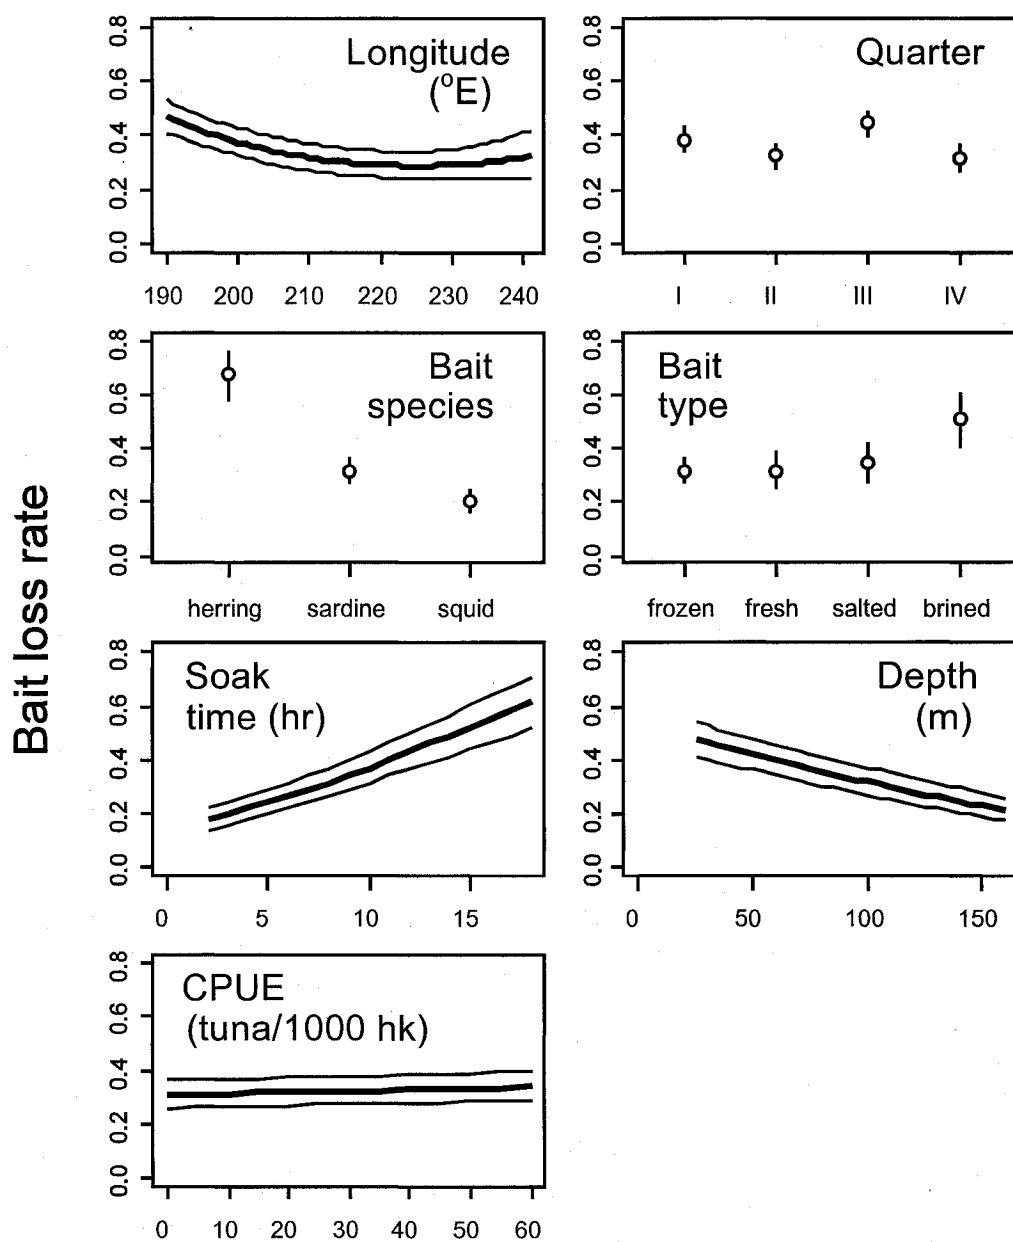 Bait loss rate
Longitude
(°E)
0.0 0.2 0.4 0.6 0.8
190 200 210 220 230 240
Quarter
0.0 0.2 0.4 0.6 0.8
I II III IV
Bait
species
0.0 0.2 0.4 0.6 0.8
herring sardine squid
Bait
type
0.0 0.2 0.4 0.6 0.8
frozen fresh salted brined
Soak
time (hr)
0.0 0.2 0.4 0.6 0.8
0 5 10 15
Depth
(m)
0.0 0.2 0.4 0.6 0.8
0 50 100 150
CPUE
(tuna/1000 hk)
0.0 0.2 0.4 0.6 0.8
0 10 20 30 40 50 60